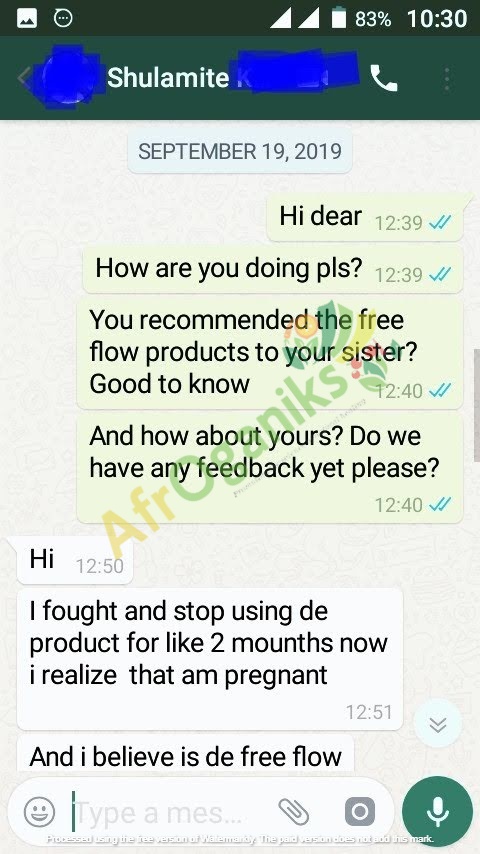 83% 10:30
Shulamite
SEPTEMBER 19, 2019
Hi dear 12:39
How are you doing pls? 12:39
You recommended the free
flow products to your sister?
Good to know 12:40
And how about yours? Do we
have any feedback yet please?
12:40
AfrOganiks
Hi 12:50
I fought and stop using de
product for like 2 mounths now
i realize that am pregnant
12:51
And i believe is de free flow
Type a mes...
Processed using the free version of Watermarkly. The paid version does not add this mark.